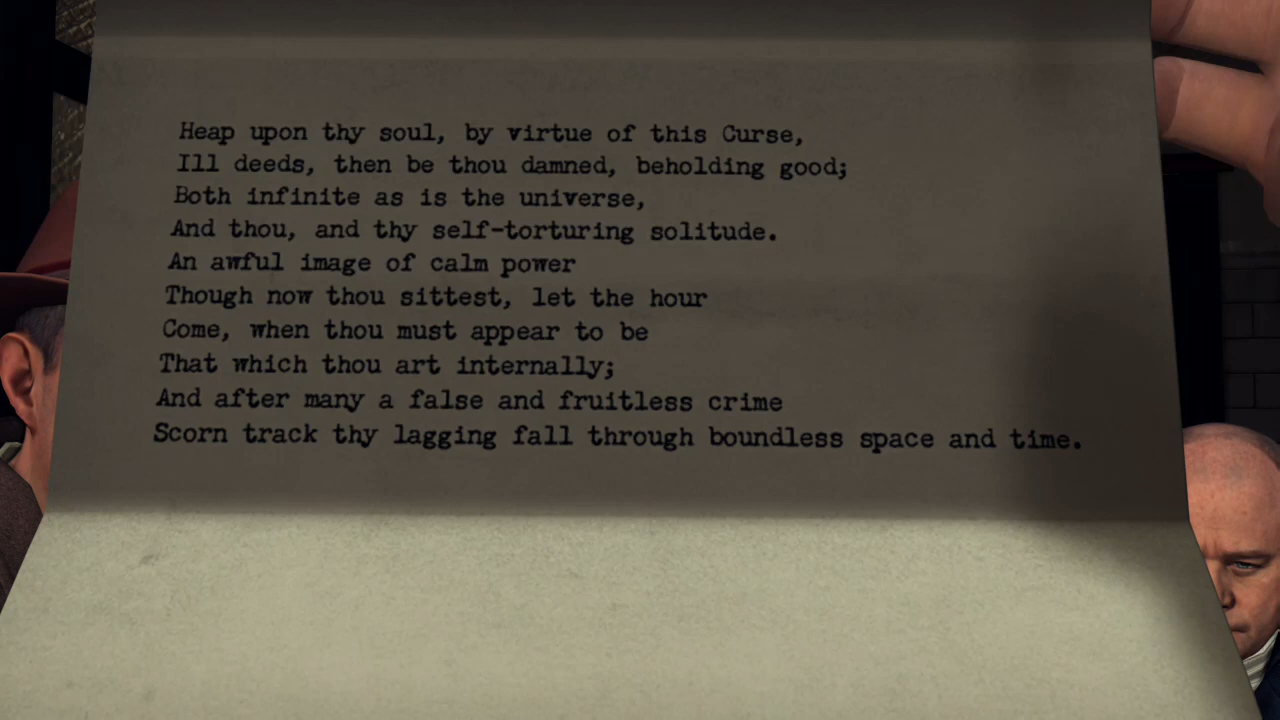 Heap upon thy soul, by virtue of this Curse,
Ill deeds, then be thou damned, beholding good;
Both infinite as is the universe,
And thou, and thy self-torturing solitude.
An awful image of calm power
Though now thou sittest, let the hour
Come, when thou must appear to be
That which thou art internally;
And after many a false and fruitless crime
Scorn track thy lagging fall through boundless space and time.